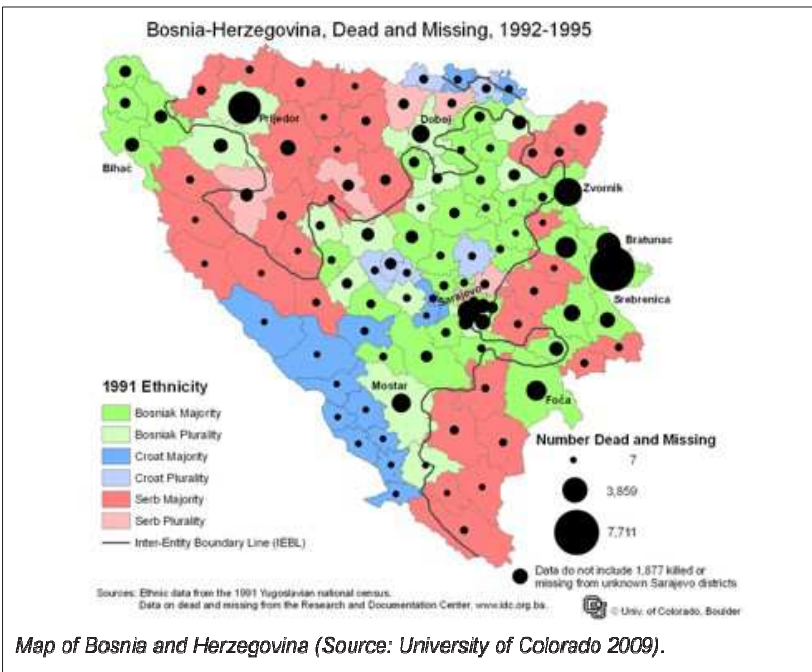 Bosnia-Herzegovina, Dead and Missing, 1992-1995
Prijedor
Doboj
Bihać
Zvornik
Bratunac
Srebrenica
Sarajevo
Mostar
Foča
1991 Ethnicity
Bosniak Majority
Bosniak Plurality
Croat Majority
Croat Plurality
Serb Majority
Serb Plurality
Inter-Entity Boundary Line (IEBL)
Number Dead and Missing
7
3,859
7,711
Data do not include 1,877 killed or
missing from unknown Sarajevo districts
Sources: Ethnic data from the 1991 Yugoslavian national census.
Data on dead and missing from the Research and Documentation Center, www.idc.org.ba.
© Univ. of Colorado, Boulder
Map of Bosnia and Herzegovina (Source: University of Colorado 2009).